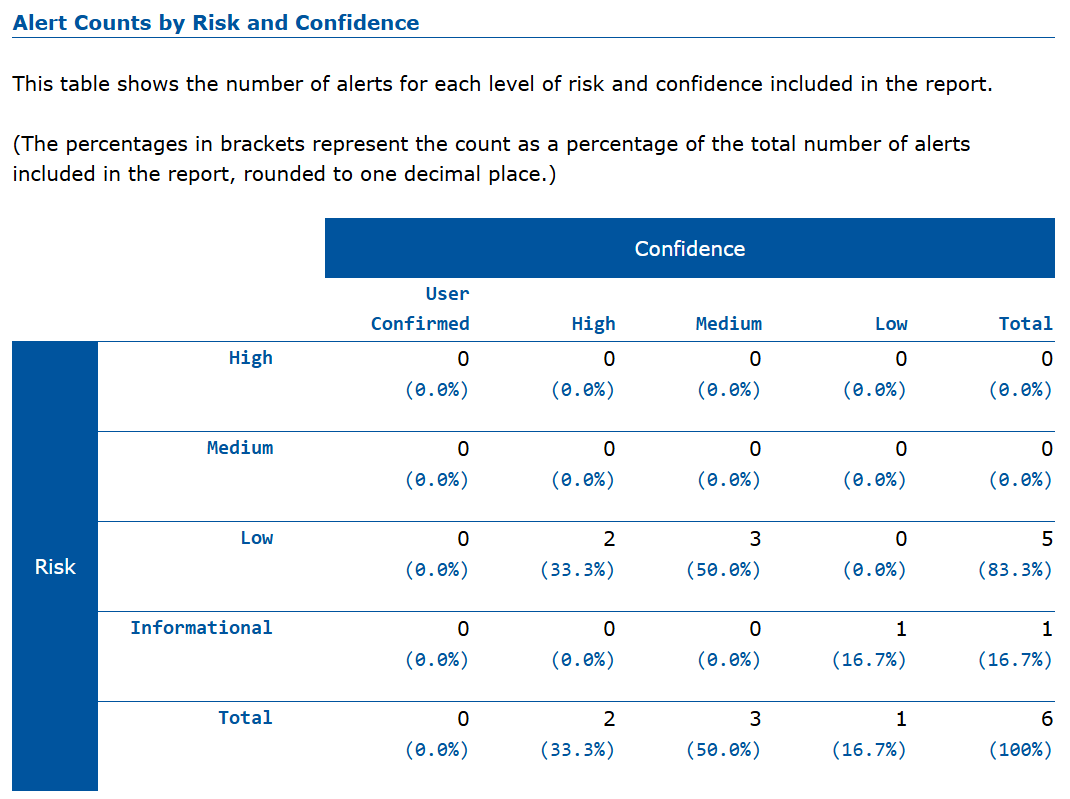 Alert Counts by Risk and Confidence
This table shows the number of alerts for each level of risk and confidence included in the report.
(The percentages in brackets represent the count as a percentage of the total number of alerts
included in the report, rounded to one decimal place.)
Confidence
User
Confirmed High Medium Low Total
High 0 0 0 0 0
(0.0%) (0.0%) (0.0%) (0.0%) (0.0%)
Medium 0 0 0 0 0
(0.0%) (0.0%) (0.0%) (0.0%) (0.0%)
Low 0 2 3 0 5
Risk (0.0%) (33.3%) (50.0%) (0.0%) (83.3%)
Informational 0 0 0 1 1
(0.0%) (0.0%) (0.0%) (16.7%) (16.7%)
Total 0 2 3 1 6
(0.0%) (33.3%) (50.0%) (16.7%) (100%)